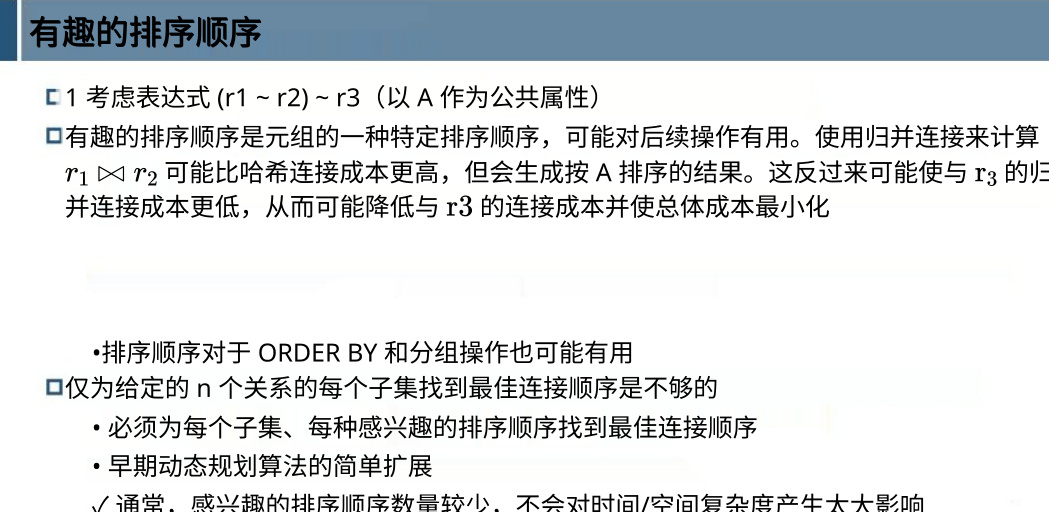 有趣的排序顺序
1 考虑表达式 (r1 ~ r2) ~ r3（以 A 作为公共属性）
有趣的排序顺序是元组的一种特定排序顺序，可能对后续操作有用。使用归并连接来计算
r₁ ⋈ r₂ 可能比哈希连接成本更高，但会生成按 A 排序的结果。这反过来可能使与 r₃ 的归
并连接成本更低，从而可能降低与 r3 的连接成本并使总体成本最小化
•排序顺序对于 ORDER BY 和分组操作也可能有用
仅为给定的 n 个关系的每个子集找到最佳连接顺序是不够的
• 必须为每个子集、每种感兴趣的排序顺序找到最佳连接顺序
• 早期动态规划算法的简单扩展
✓ 通常，感兴趣的排序顺序数量较少，不会对时间/空间复杂度产生太大影响